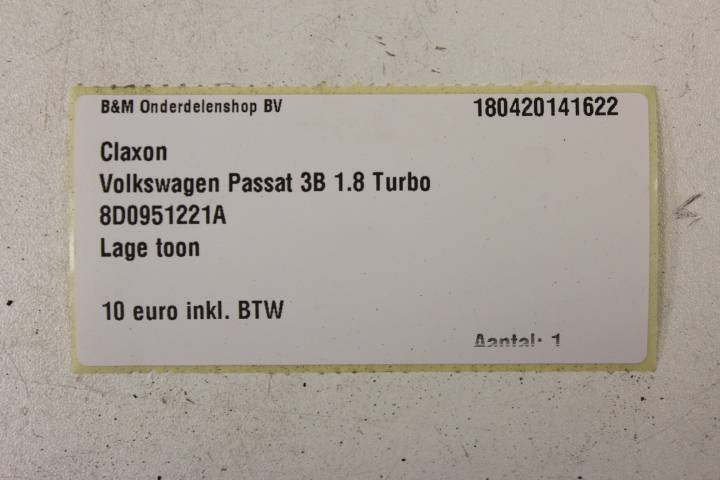 B&M Onderdelenshop BV 180420141622
Claxon
Volkswagen Passat 3B 1.8 Turbo
8D0951221A
Lage toon
10 euro inkl. BTW
Aantal: 1